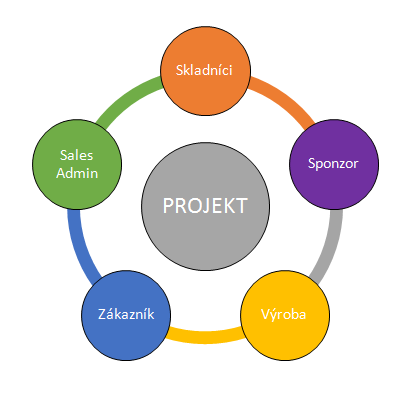 Skladníci
Sponzor
Výroba
Zákazník
Sales
Admin
PROJEKT